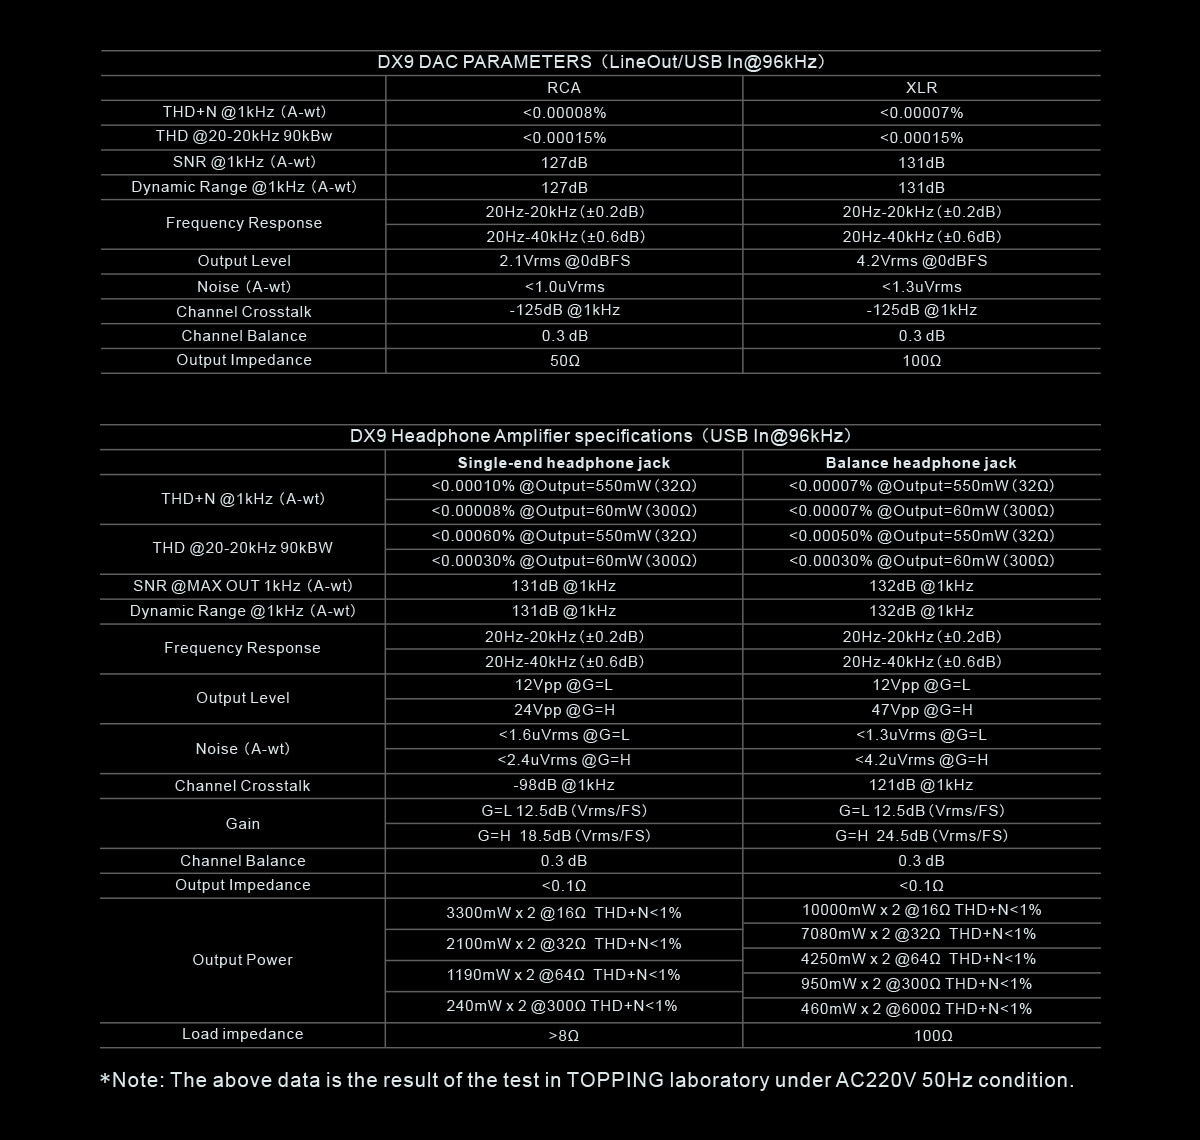 DX9 DAC PARAMETERS（LineOut/USB In@96kHz）
RCA XLR
THD+N @1kHz（A-wt） <0.00008% <0.00007%
THD @20-20kHz 90kBw <0.00015% <0.00015%
SNR @1kHz（A-wt） 127dB 131dB
Dynamic Range @1kHz（A-wt） 127dB 131dB
Frequency Response 20Hz-20kHz（±0.2dB） 20Hz-20kHz（±0.2dB）
20Hz-40kHz（±0.6dB） 20Hz-40kHz（±0.6dB）
Output Level 2.1Vrms @0dBFS 4.2Vrms @0dBFS
Noise（A-wt） <1.0uVrms <1.3uVrms
Channel Crosstalk -125dB @1kHz -125dB @1kHz
Channel Balance 0.3 dB 0.3 dB
Output Impedance 50Ω 100Ω
DX9 Headphone Amplifier specifications（USB In@96kHz）
Single-end headphone jack Balance headphone jack
THD+N @1kHz（A-wt） <0.00010% @Output=550mW（32Ω） <0.00007% @Output=550mW（32Ω）
<0.00008% @Output=60mW（300Ω） <0.00007% @Output=60mW（300Ω）
THD @20-20kHz 90kBW <0.00060% @Output=550mW（32Ω） <0.00050% @Output=550mW（32Ω）
<0.00030% @Output=60mW（300Ω） <0.00030% @Output=60mW（300Ω）
SNR @MAX OUT 1kHz（A-wt） 131dB @1kHz 132dB @1kHz
Dynamic Range @1kHz（A-wt） 131dB @1kHz 132dB @1kHz
Frequency Response 20Hz-20kHz（±0.2dB） 20Hz-20kHz（±0.2dB）
20Hz-40kHz（±0.6dB） 20Hz-40kHz（±0.6dB）
Output Level 12Vpp @G=L 12Vpp @G=L
24Vpp @G=H 47Vpp @G=H
Noise（A-wt） <1.6uVrms @G=L <1.3uVrms @G=L
<2.4uVrms @G=H <4.2uVrms @G=H
Channel Crosstalk -98dB @1kHz 121dB @1kHz
Gain G=L 12.5dB（Vrms/FS） G=L 12.5dB（Vrms/FS）
G=H 18.5dB（Vrms/FS） G=H 24.5dB（Vrms/FS）
Channel Balance 0.3 dB 0.3 dB
Output Impedance <0.1Ω <0.1Ω
Output Power 3300mW x 2 @16Ω THD+N<1% 10000mW x 2 @16Ω THD+N<1%
2100mW x 2 @32Ω THD+N<1% 7080mW x 2 @32Ω THD+N<1%
1190mW x 2 @64Ω THD+N<1% 4250mW x 2 @64Ω THD+N<1%
240mW x 2 @300Ω THD+N<1% 950mW x 2 @300Ω THD+N<1%
460mW x 2 @600Ω THD+N<1%
Load impedance >8Ω 100Ω
*Note: The above data is the result of the test in TOPPING laboratory under AC220V 50Hz condition.